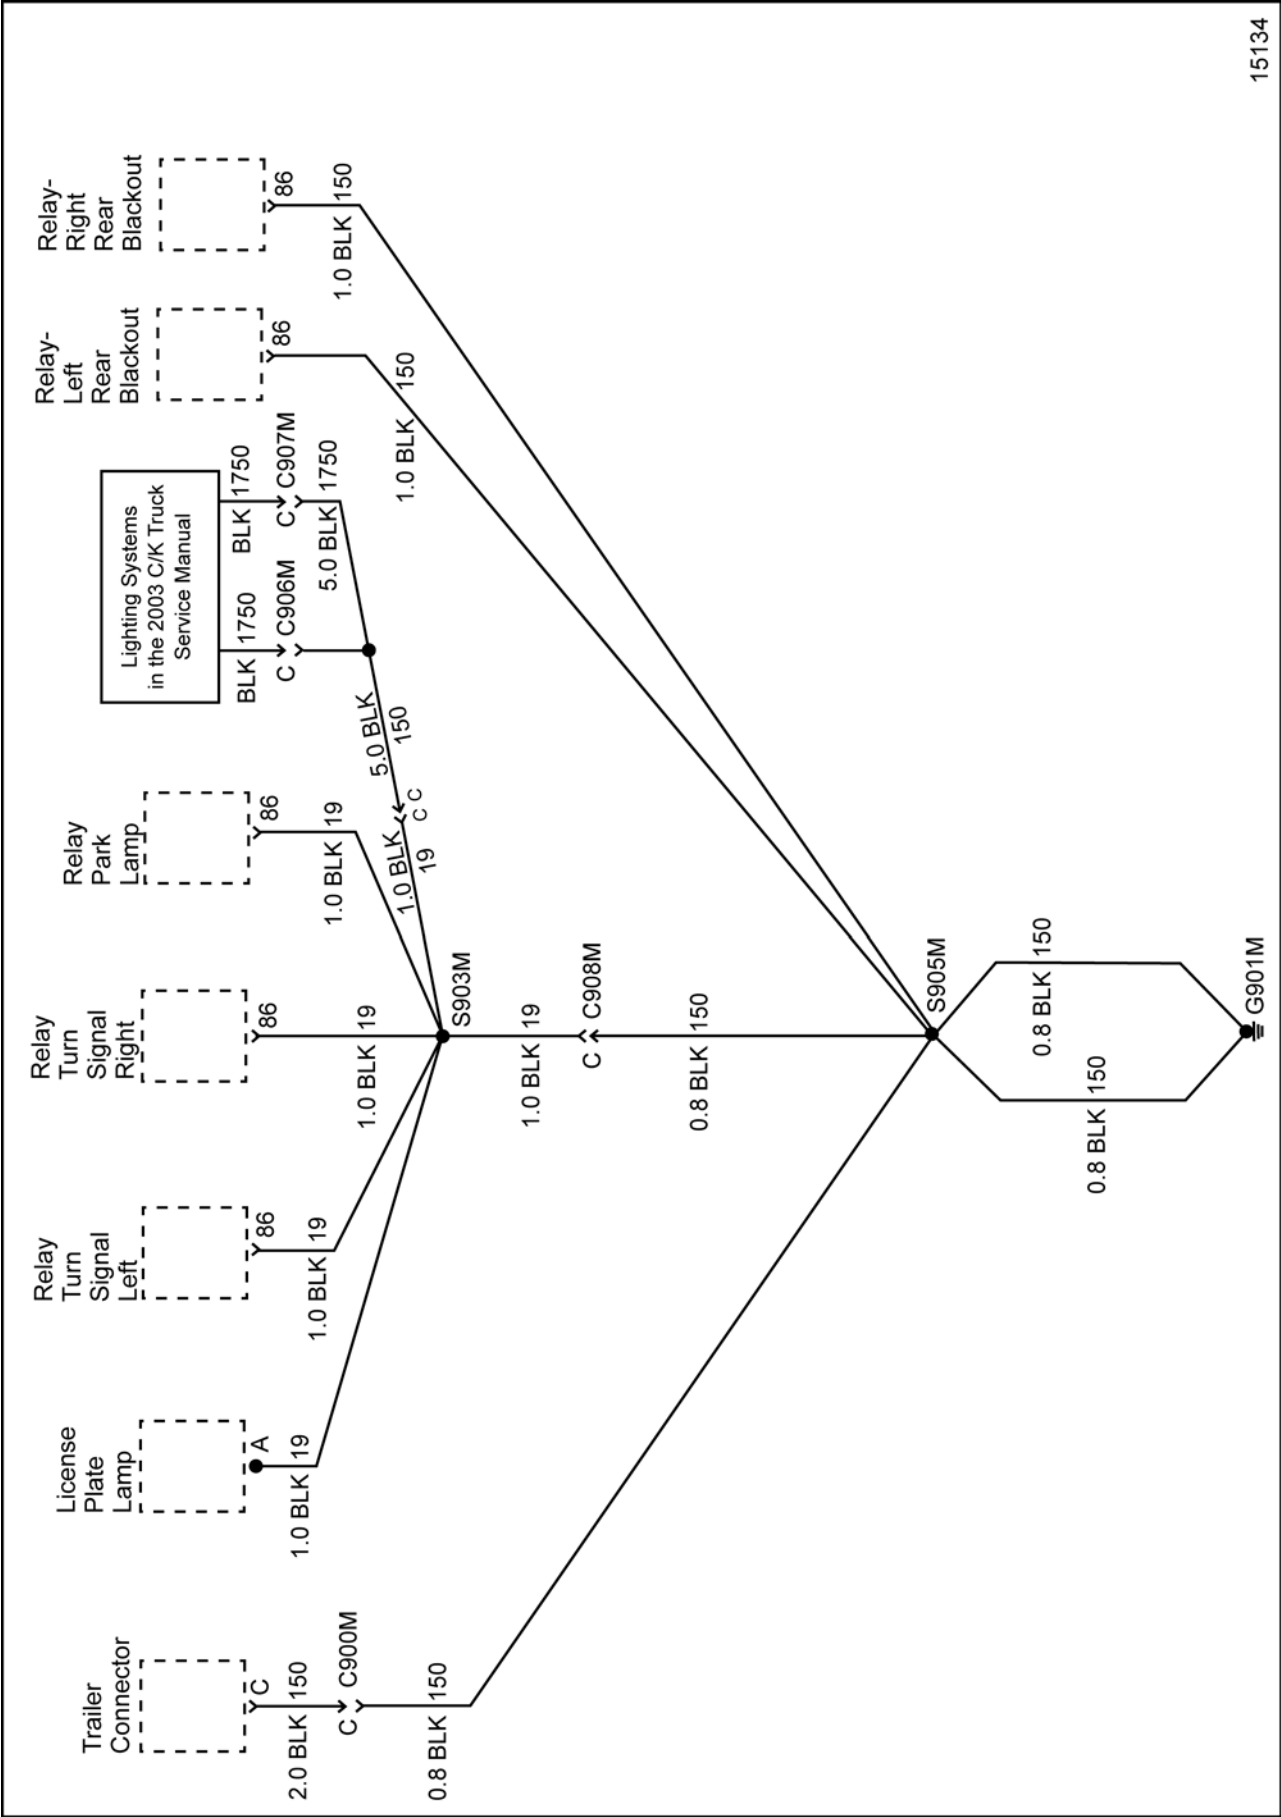 Trailer
Connector
C
2.0 BLK 150
C C900M
0.8 BLK 150
License
Plate
Lamp
A
1.0 BLK 19
Relay
Turn
Signal
Left
86
1.0 BLK 19
Relay
Turn
Signal
Right
86
1.0 BLK 19
Relay
Park
Lamp
86
1.0 BLK 19
Lighting Systems
in the 2003 C/K Truck
Service Manual
BLK 1750
C C906M
BLK 1750
C C907M
5.0 BLK 1750
5.0 BLK
150
C C
1.0 BLK
19
Relay-
Left
Rear
Blackout
86
1.0 BLK 150
Relay-
Right
Rear
Blackout
86
1.0 BLK 150
S903M
1.0 BLK 19
C C908M
0.8 BLK 150
S905M
0.8 BLK 150
0.8 BLK 150
G901M
15134